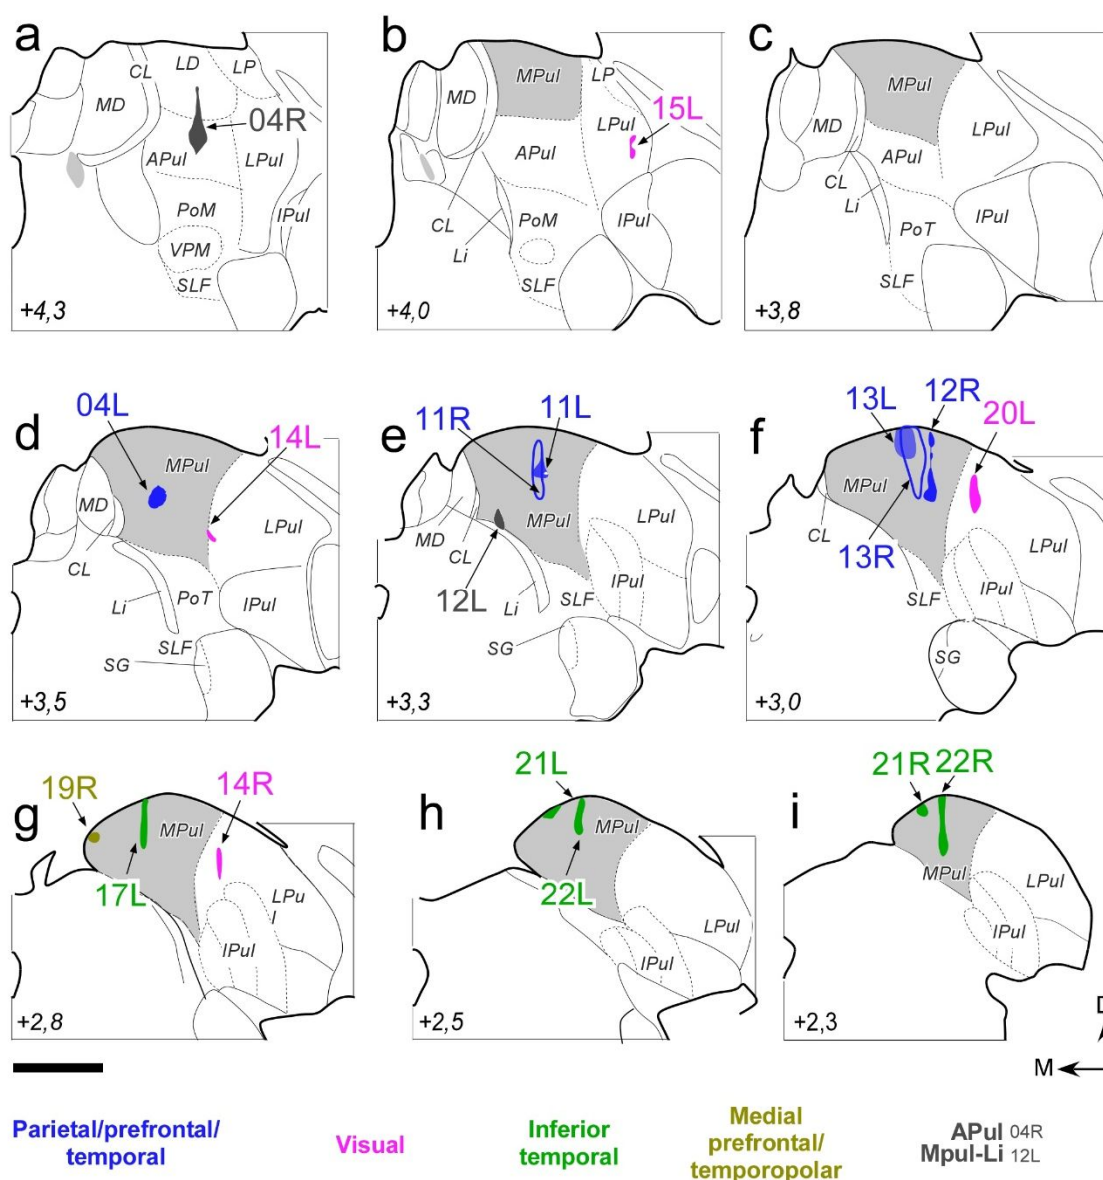 a
CL
LD
LP
MD
04R
APul
LPul
PoM
IPul
VPM
SLF
+4,3
b
MPul
LP
MD
15L
LPul
APul
CL
PoM
IPul
Li
SLF
+4,0
c
MPul
MD
LPul
APul
CL
Li
IPul
PoT
SLF
+3,8
d
04L
14L
MPul
MD
LPul
CL
Li
PoT
IPul
SLF
SG
+3,5
e
11R
11L
MPul
LPul
MD
CL
IPul
12L
Li
SLF
SG
+3,3
f
13L
12R
20L
MPul
LPul
CL
13R
IPul
SLF
SG
+3,0
g
19R
14R
MPul
17L
LPu
l
IPul
+2,8
h
21L
MPul
22L
LPul
IPul
+2,5
i
21R
22R
MPul
LPul
IPul
+2,3
M
Parietal/prefrontal/
temporal
Visual
Inferior
temporal
Medial
prefrontal/
temporopolar
APul 04R
Mpul-Li 12L